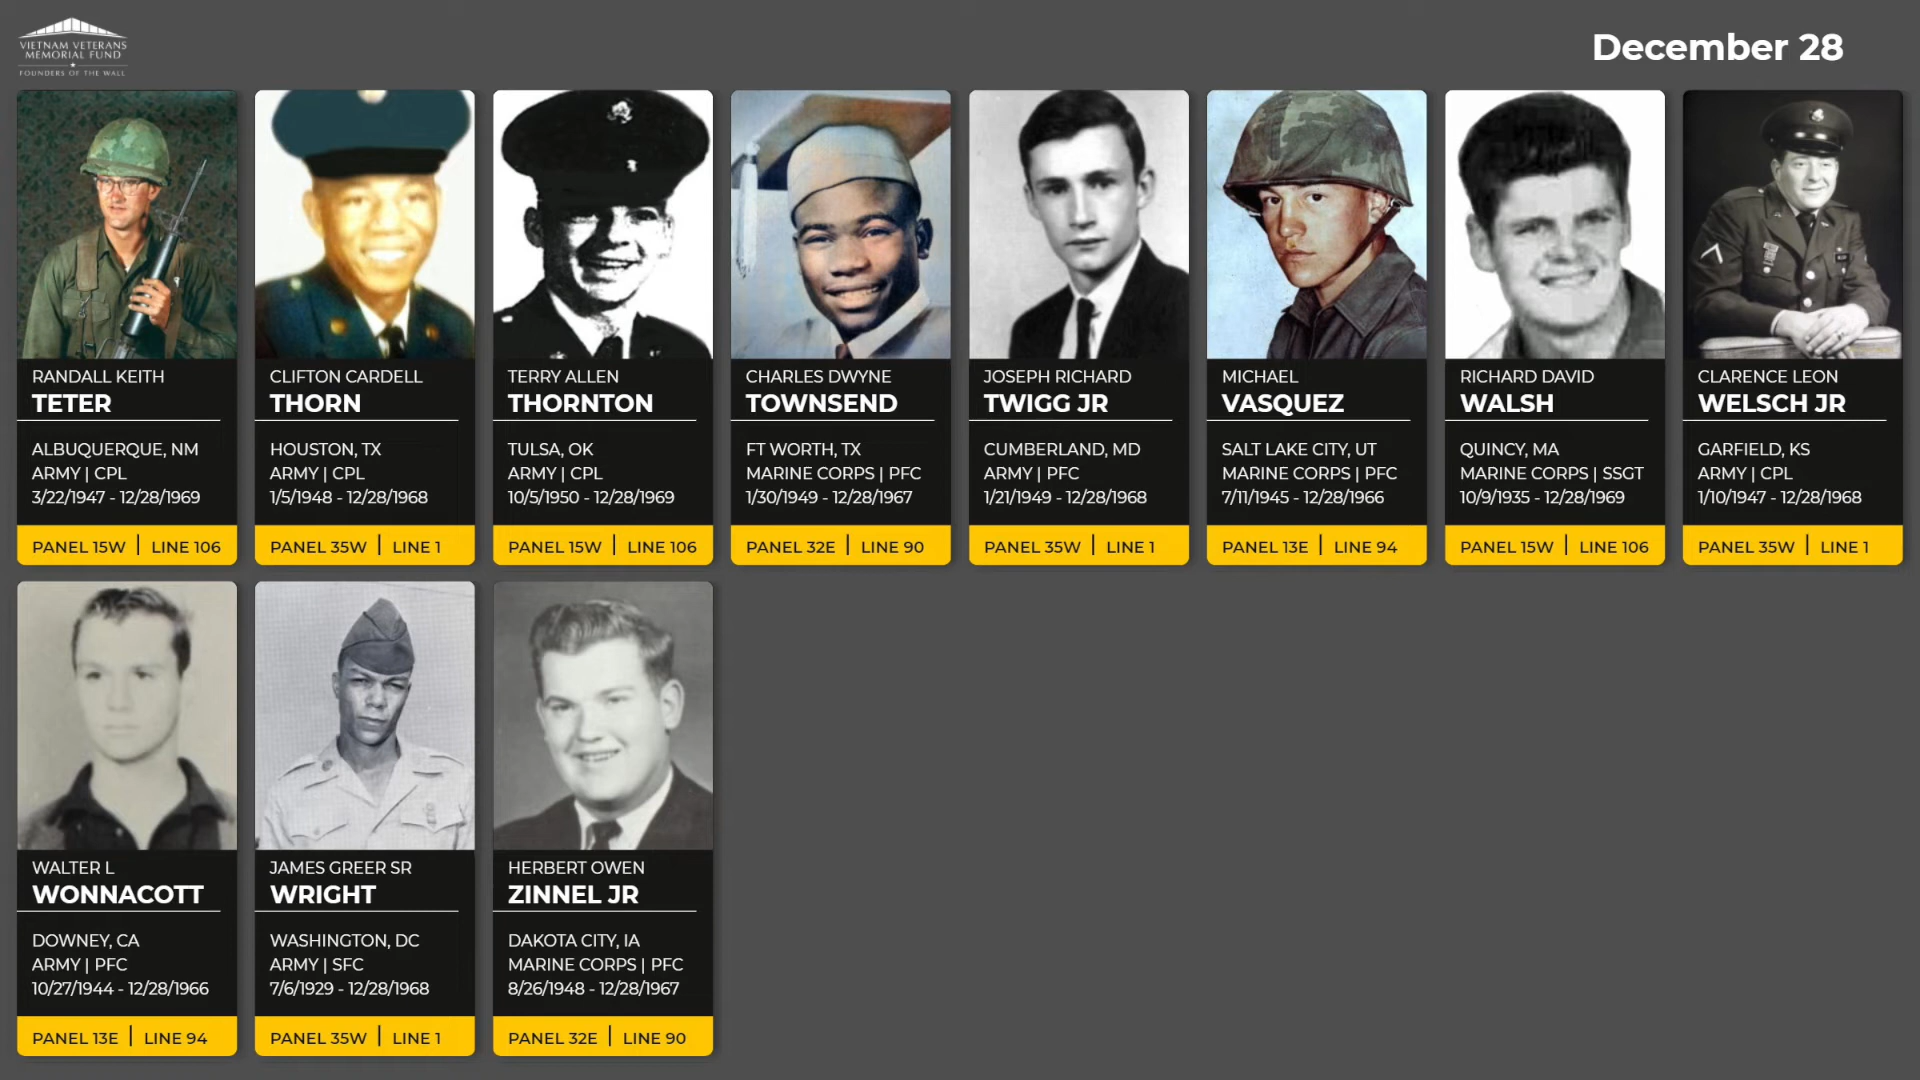 VIETNAM VETERANS
MEMORIAL FUND
FOUNDERS OF THE WALL
December 28
RANDALL KEITH
TETER
ALBUQUERQUE, NM
ARMY | CPL
3/22/1947 - 12/28/1969
PANEL 15W | LINE 106
CLIFTON CARDELL
THORN
HOUSTON, TX
ARMY | CPL
1/5/1948 - 12/28/1968
PANEL 35W | LINE 1
TERRY ALLEN
THORNTON
TULSA, OK
ARMY | CPL
10/5/1950 - 12/28/1969
PANEL 15W | LINE 106
CHARLES DWYNE
TOWNSEND
FT WORTH, TX
MARINE CORPS | PFC
1/30/1949 - 12/28/1967
PANEL 32E | LINE 90
JOSEPH RICHARD
TWIGG JR
CUMBERLAND, MD
ARMY | PFC
1/21/1949 - 12/28/1968
PANEL 35W | LINE 1
MICHAEL
VASQUEZ
SALT LAKE CITY, UT
MARINE CORPS | PFC
7/11/1945 - 12/28/1966
PANEL 13E | LINE 94
RICHARD DAVID
WALSH
QUINCY, MA
MARINE CORPS | SSGT
10/9/1935 - 12/28/1969
PANEL 15W | LINE 106
CLARENCE LEON
WELSCH JR
GARFIELD, KS
ARMY | CPL
1/10/1947 - 12/28/1968
PANEL 35W | LINE 1
WALTER L
WONNACOTT
DOWNEY, CA
ARMY | PFC
10/27/1944 - 12/28/1966
PANEL 13E | LINE 94
JAMES GREER SR
WRIGHT
WASHINGTON, DC
ARMY | SFC
7/6/1929 - 12/28/1968
PANEL 35W | LINE 1
HERBERT OWEN
ZINNEL JR
DAKOTA CITY, IA
MARINE CORPS | PFC
8/26/1948 - 12/28/1967
PANEL 32E | LINE 90